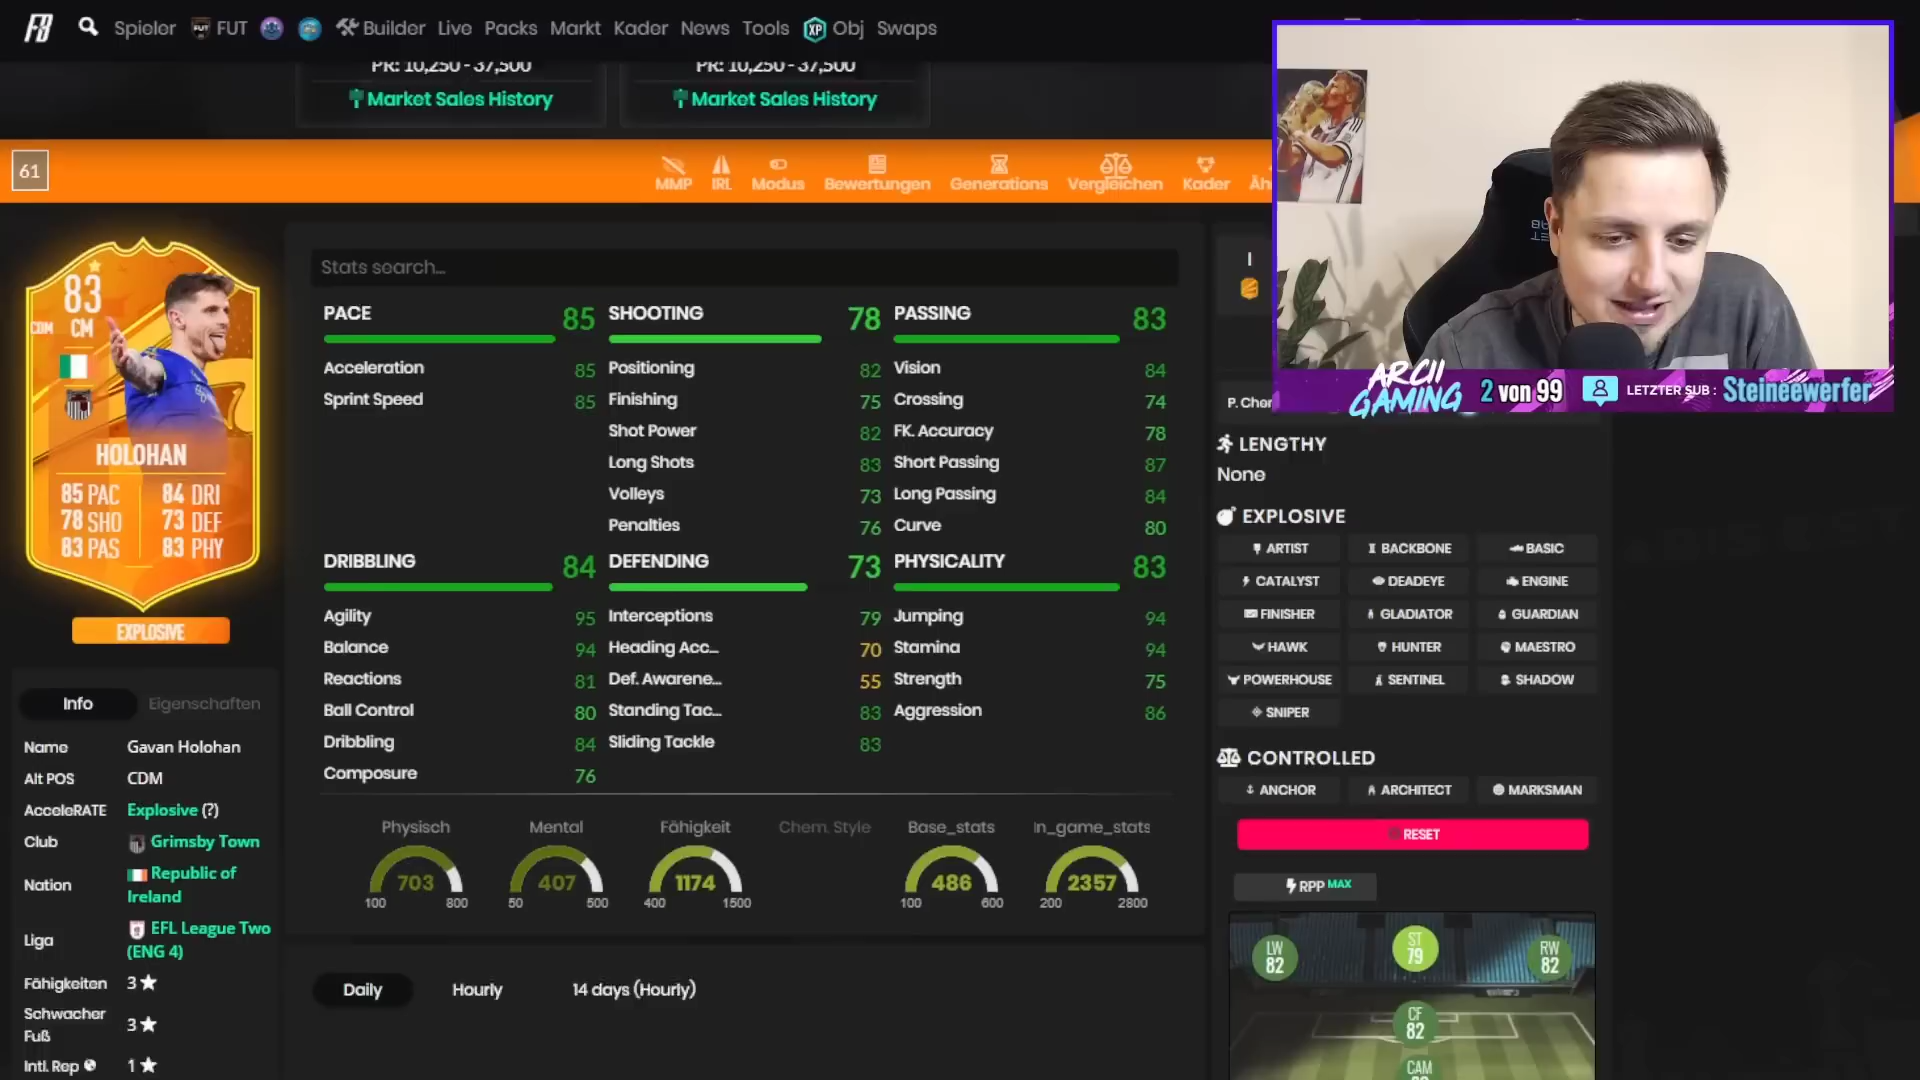 Spieler FUT Builder Live Packs Markt Kader News Tools XP Obj Swaps
PR: 10,250 - 37,500
Market Sales History
PR: 10,250 - 37,500
Market Sales History
61
MMP IRL Modus Bewertungen Generations Vergleichen Kader Äh
83
CM
CDM
HOLOHAN
85 PAC 84 DRI
78 SHO 73 DEF
83 PAS 83 PHY
EXPLOSIVE
Info Eigenschaften
Name Gavan Holohan
Alt POS CDM
AcceleRATE Explosive (?)
Club Grimsby Town
Nation Republic of
Ireland
Liga EFL League Two
(ENG 4)
Fähigkeiten 3
Schwacher
Fuß 3
Intl. Rep 1
Stats search...
PACE 85
Acceleration 85
Sprint Speed 85
SHOOTING 78
Positioning 82
Finishing 75
Shot Power 82
Long Shots 83
Volleys 73
Penalties 76
PASSING 83
Vision 84
Crossing 74
FK. Accuracy 78
Short Passing 87
Long Passing 84
Curve 80
DRIBBLING 84
Agility 95
Balance 94
Reactions 81
Ball Control 80
Dribbling 84
Composure 76
DEFENDING 73
Interceptions 79
Heading Acc... 70
Def. Awarene... 55
Standing Tac... 83
Sliding Tackle 83
PHYSICALITY 83
Jumping 94
Stamina 94
Strength 75
Aggression 86
Physisch Mental Fähigkeit Chem. Style Base_stats In_game_stats
703 407 1174 486 2357
100 800 50 500 400 1500 100 600 200 2800
Daily Hourly 14 days (Hourly)
ARCII
GAMING
2 von 99
LETZTER SUB : Steineewerfer
P. Chem
LENGTHY
None
EXPLOSIVE
ARTIST BACKBONE BASIC
CATALYST DEADEYE ENGINE
FINISHER GLADIATOR GUARDIAN
HAWK HUNTER MAESTRO
POWERHOUSE SENTINEL SHADOW
SNIPER
CONTROLLED
ANCHOR ARCHITECT MARKSMAN
RESET
RPP MAX
LW
82
ST
79
RW
82
CF
82
CAM